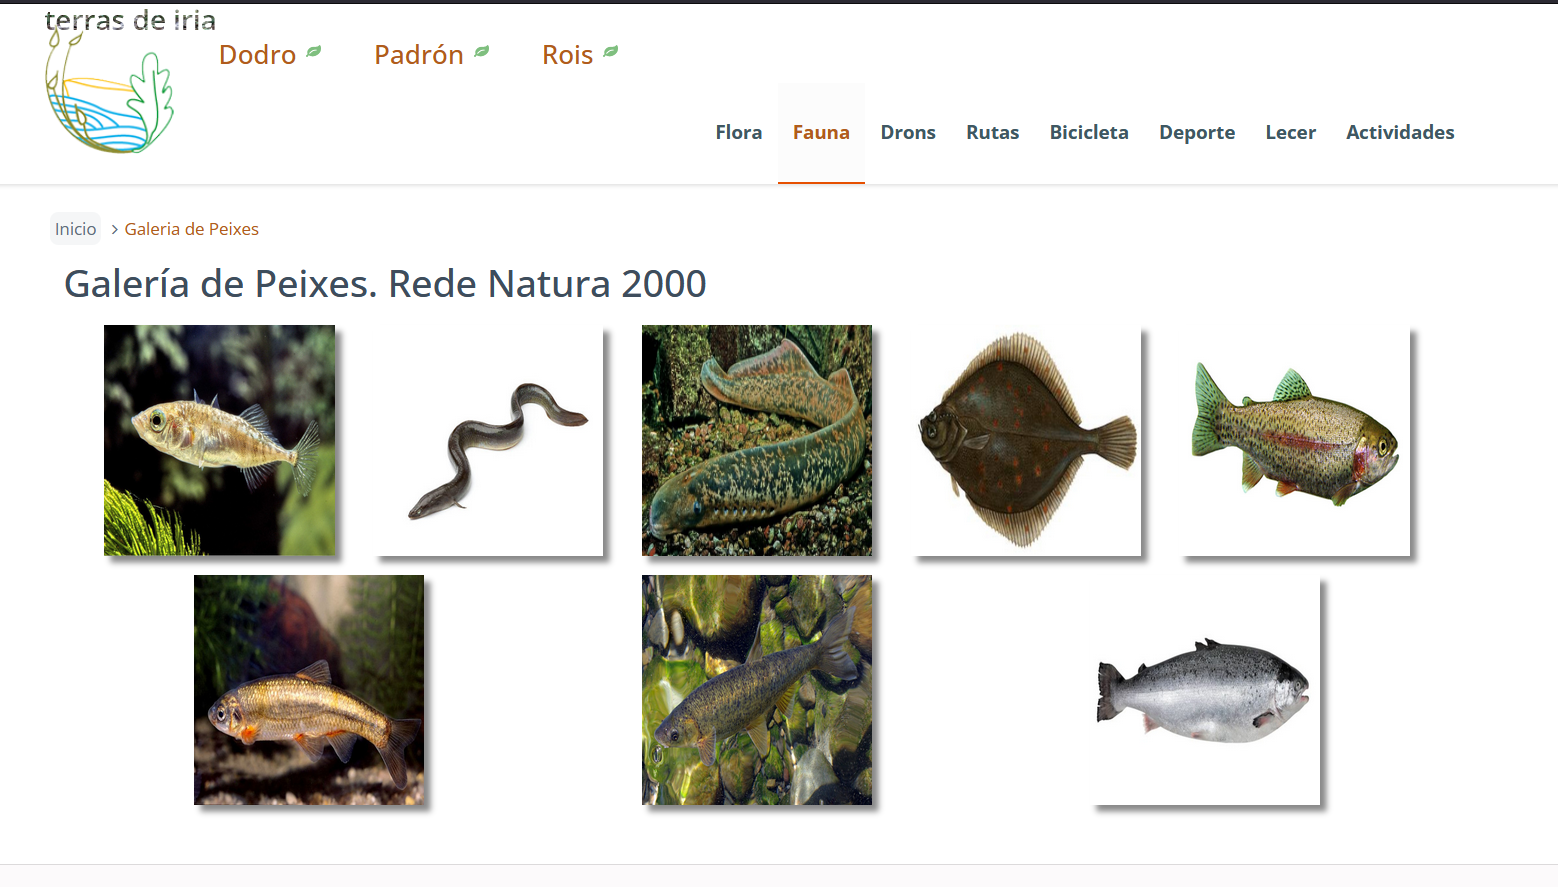 terras de iria
Dodro
Padrón
Rois
Flora
Fauna
Drons
Rutas
Bicicleta
Deporte
Lecer
Actividades
Inicio > Galeria de Peixes
Galería de Peixes. Rede Natura 2000